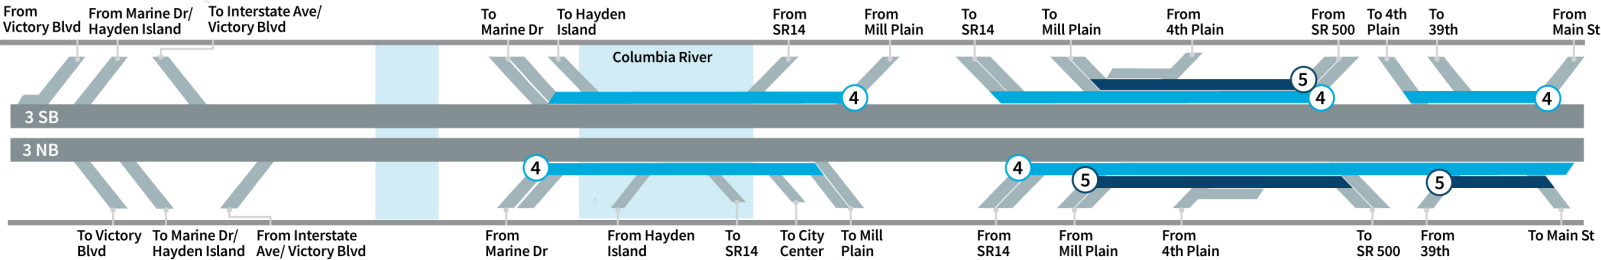 From
Victory Blvd
From Marine Dr/
Hayden Island
To Interstate Ave/
Victory Blvd
To
Marine Dr
To Hayden
Island
From
SR14
From
Mill Plain
To
SR14
To
Mill Plain
From
4th Plain
From
SR 500
To 4th
Plain
To
39th
From
Main St
Columbia River
5
4
4
4
3 SB
3 NB
4
4
5
5
To Victory
Blvd
To Marine Dr/
Hayden Island
From Interstate
Ave/ Victory Blvd
From
Marine Dr
From Hayden
Island
To
SR14
To City
Center
To Mill
Plain
From
SR14
From
Mill Plain
From
4th Plain
To
SR 500
From
39th
To Main St